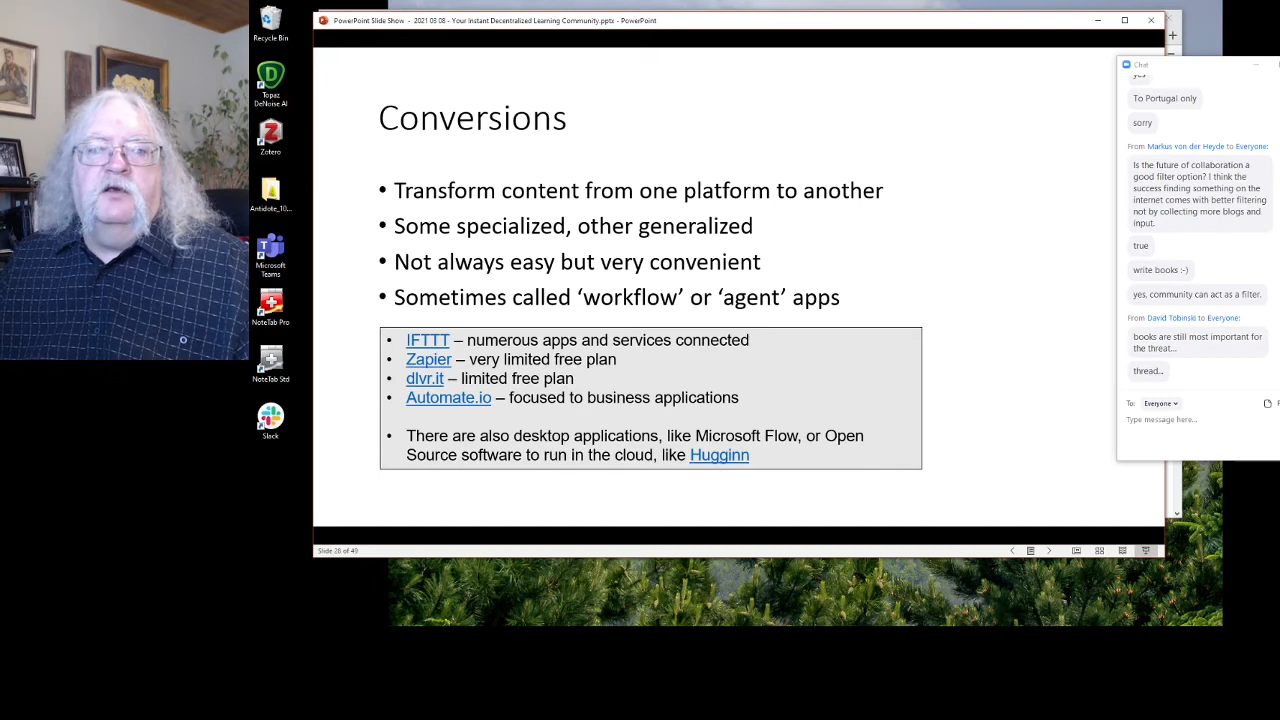 Recycle Bin
Topaz
DeNoise AI
Zotero
Antidote_10...
Microsoft
Teams
NoteTab Pro
NoteTab Std
Slack
PowerPoint Slide Show - 2021 03 08 - Your Instant Decentralized Learning Community.pptx - PowerPoint
Conversions
• Transform content from one platform to another
• Some specialized, other generalized
• Not always easy but very convenient
• Sometimes called ‘workflow’ or ‘agent’ apps
• IFTTT – numerous apps and services connected
• Zapier – very limited free plan
• dlvr.it – limited free plan
• Automate.io – focused to business applications
• There are also desktop applications, like Microsoft Flow, or Open
Source software to run in the cloud, like Hugginn
Slide 28 of 49
Chat
yes
To Portugal only
sorry
From Markus von der Heyde to Everyone:
Is the future of collaboration a
good filter option? I think the
success finding something on the
internet comes with better filtering
not by collecting more blogs and
input.
true
write books :-)
yes, community can act as a filter.
From David Tobinski to Everyone:
books are still most important for
the threat...
thread...
To: Everyone
Type message here...